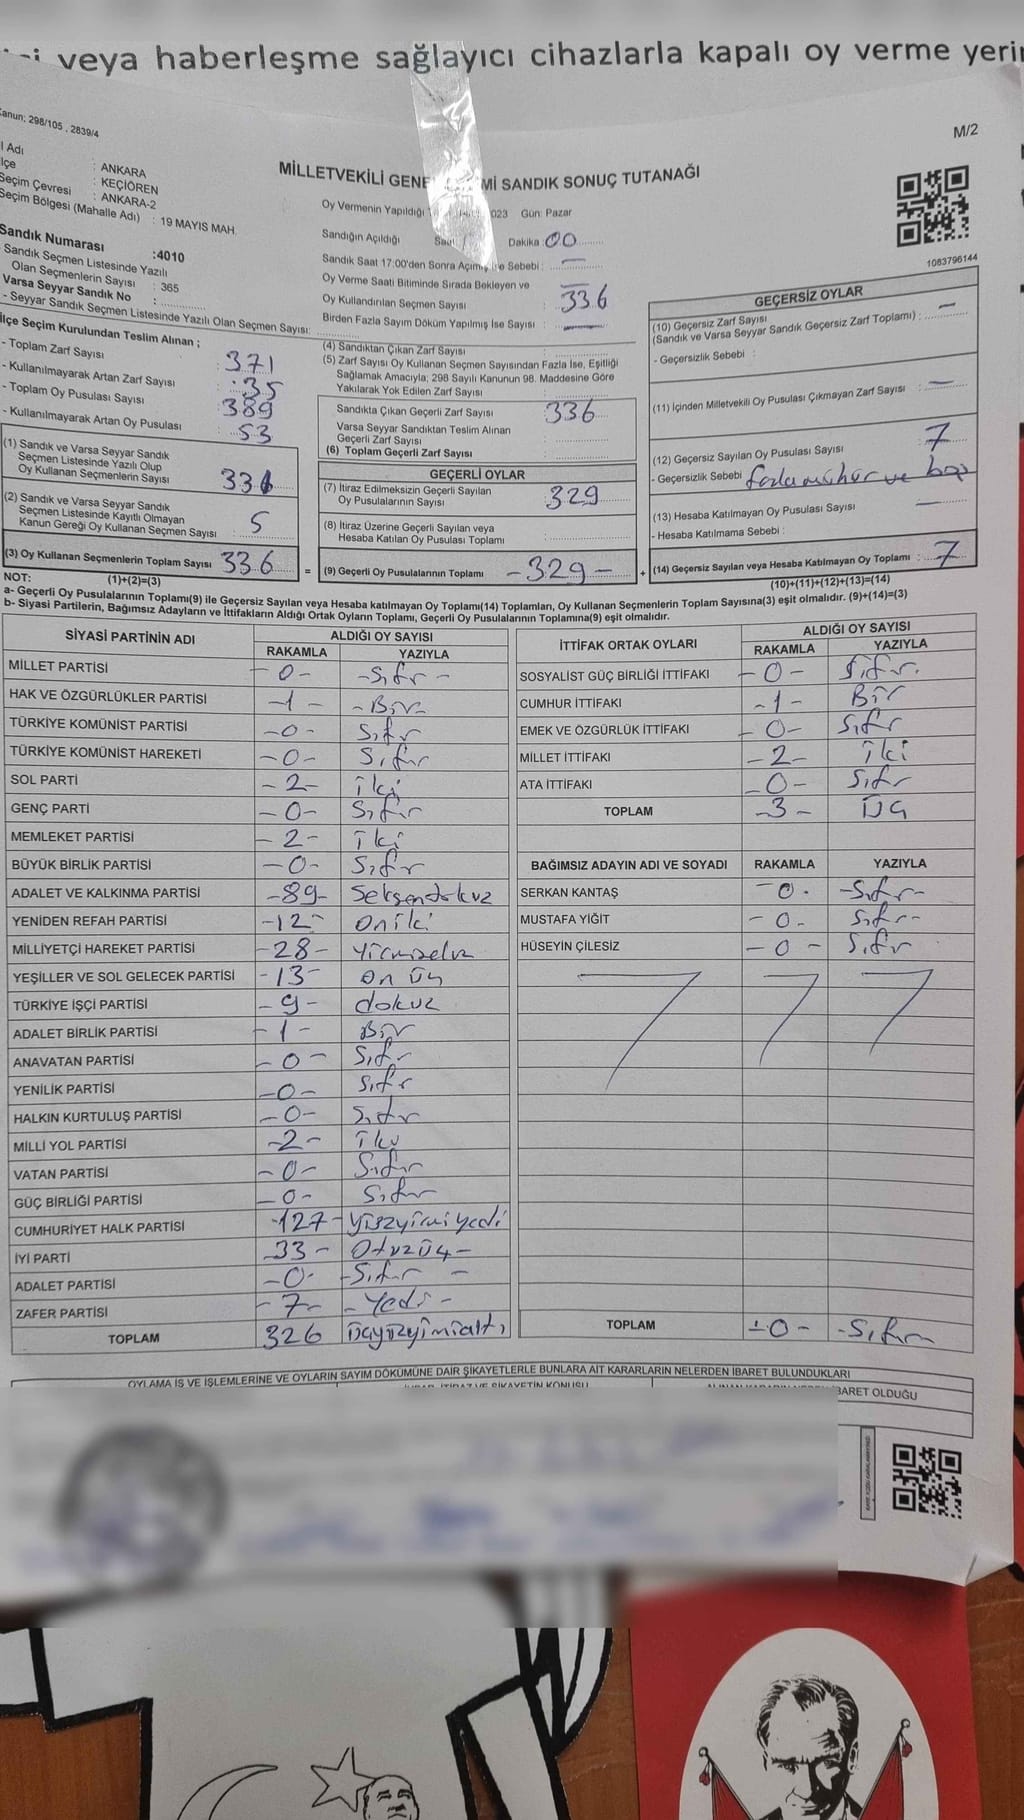 veya haberleşme sağlayıcı cihazlarla kapalı oy verme
Kanun: 298/105 , 2839/4
M/2
MİLLETVEKİLİ SANDIK SONUÇ TUTANAĞI
İl Adı : ANKARA
İlçe : KEÇİÖREN
Seçim Çevresi : ANKARA-2
Seçim Bölgesi (Mahalle Adı) : 19 MAYIS MAH.
Sandık Numarası :4010
Sandık Seçmen Listesinde Yazılı
Olan Seçmenlerin Sayısı : 365
Varsa Seyyar Sandık No :
- Seyyar Sandık Seçmen Listesinde Yazılı Olan Seçmen Sayısı:
Oy Vermenin Yapıldığı 023 Gün: Pazar
Sandığın Açıldığı Dakika :00
Sandık Saat 17:00'den Sonra Açılmış Sebebi : —
Oy Verme Saati Bitiminde Sırada Bekleyen ve : —
Oy Kullandırılan Seçmen Sayısı : 336
Birden Fazla Sayım Döküm Yapılmış İse Sayısı : —
1083796144
İlçe Seçim Kurulundan Teslim Alınan ;
- Toplam Zarf Sayısı : 371
- Kullanılmayarak Artan Zarf Sayısı : 35
- Toplam Oy Pusulası Sayısı : 389
- Kullanılmayarak Artan Oy Pusulası : 53
(1) Sandık ve Varsa Seyyar Sandık
Seçmen Listesinde Yazılı Olup
Oy Kullanan Seçmenlerin Sayısı : 331
(2) Sandık ve Varsa Seyyar Sandık
Seçmen Listesinde Kayıtlı Olmayan
Kanun Gereği Oy Kullanan Seçmen Sayısı : 5
(3) Oy Kullanan Seçmenlerin Toplam Sayısı : 336
(4) Sandıktan Çıkan Zarf Sayısı :
(5) Zarf Sayısı Oy Kullanan Seçmen Sayısından Fazla İse, Eşitliği
Sağlamak Amacıyla; 298 Sayılı Kanunun 98. Maddesine Göre
Yakılarak Yok Edilen Zarf Sayısı :
Sandıkta Çıkan Geçerli Zarf Sayısı : 336
Varsa Seyyar Sandıktan Teslim Alınan
Geçerli Zarf Sayısı :
(6) Toplam Geçerli Zarf Sayısı :
GEÇERLİ OYLAR
(7) İtiraz Edilmeksizin Geçerli Sayılan
Oy Pusulalarının Sayısı : 329
(8) İtiraz Üzerine Geçerli Sayılan veya
Hesaba Katılan Oy Pusulası Toplamı :
= (9) Geçerli Oy Pusulalarının Toplamı -329-
GEÇERSİZ OYLAR
(10) Geçersiz Zarf Sayısı
(Sandık ve Varsa Seyyar Sandık Geçersiz Zarf Toplamı) : —
- Geçersizlik Sebebi :
(11) İçinden Milletvekili Oy Pusulası Çıkmayan Zarf Sayısı : —
(12) Geçersiz Sayılan Oy Pusulası Sayısı : 7
- Geçersizlik Sebebi : ve
(13) Hesaba Katılmayan Oy Pusulası Sayısı : —
- Hesaba Katılmama Sebebi :
+ (14) Geçersiz Sayılan veya Hesaba Katılmayan Oy Toplamı : 7
NOT: (1)+(2)=(3)
(10)+(11)+(12)+(13)=(14)
a- Geçerli Oy Pusulalarının Toplamı(9) ile Geçersiz Sayılan veya Hesaba katılmayan Oy Toplamı(14) Toplamları, Oy Kullanan Seçmenlerin Toplam Sayısına(3) eşit olmalıdır. (9)+(14)=(3)
b- Siyasi Partilerin, Bağımsız Adayların ve İttifakların Aldığı Ortak Oyların Toplamı, Geçerli Oy Pusulalarının Toplamına(9) eşit olmalıdır.
SİYASİ PARTİNİN ADI ALDIĞI OY SAYISI
RAKAMLA YAZIYLA
MİLLET PARTİSİ -0- -Sıfır-
HAK VE ÖZGÜRLÜKLER PARTİSİ -1- -Bir-
TÜRKİYE KOMÜNİST PARTİSİ -0- Sıfır
TÜRKİYE KOMÜNİST HAREKETİ -0- Sıfır
SOL PARTİ -2- iki
GENÇ PARTİ -0- Sıfır
MEMLEKET PARTİSİ -2- iki
BÜYÜK BİRLİK PARTİSİ -0- Sıfır
ADALET VE KALKINMA PARTİSİ -89- Seksendokuz
YENİDEN REFAH PARTİSİ -12- oniki
MİLLİYETÇİ HAREKET PARTİSİ -28- yirmisekiz
YEŞİLLER VE SOL GELECEK PARTİSİ -13- on üç
TÜRKİYE İŞÇİ PARTİSİ -9- dokuz
ADALET BİRLİK PARTİSİ -1- Bir
ANAVATAN PARTİSİ -0- Sıfır
YENİLİK PARTİSİ -0- Sıfır
HALKIN KURTULUŞ PARTİSİ -0- Sıfır
MİLLİ YOL PARTİSİ -2- iki
VATAN PARTİSİ -0- Sıfır
GÜÇ BİRLİĞİ PARTİSİ -0- Sıfır
CUMHURİYET HALK PARTİSİ -127- yüzyirmiyedi
İYİ PARTİ -33- Otuzüç-
ADALET PARTİSİ -0- -Sıfır-
ZAFER PARTİSİ -7- -Yedi-
TOPLAM 326 üçyüzyirmialtı
İTTİFAK ORTAK OYLARI ALDIĞI OY SAYISI
RAKAMLA YAZIYLA
SOSYALİST GÜÇ BİRLİĞİ İTTİFAKI -0- Sıfır
CUMHUR İTTİFAKI -1- Bir
EMEK VE ÖZGÜRLÜK İTTİFAKI -0- Sıfır
MİLLET İTTİFAKI -2- iki
ATA İTTİFAKI -0- Sıfır
TOPLAM -3- üç
BAĞIMSIZ ADAYIN ADI VE SOYADI RAKAMLA YAZIYLA
SERKAN KANTAŞ -0- -Sıfır-
MUSTAFA YİĞİT -0- Sıfır-
HÜSEYİN ÇİLESİZ -0- Sıfır
TOPLAM -0- -Sıfır
OYLAMA İŞ VE İŞLEMLERİNE VE OYLARIN SAYIM DÖKÜMÜNE DAİR ŞİKAYETLERLE BUNLARA AİT KARARLARIN NELERDEN İBARET BULUNDUKLARI
İBARET OLDUĞU